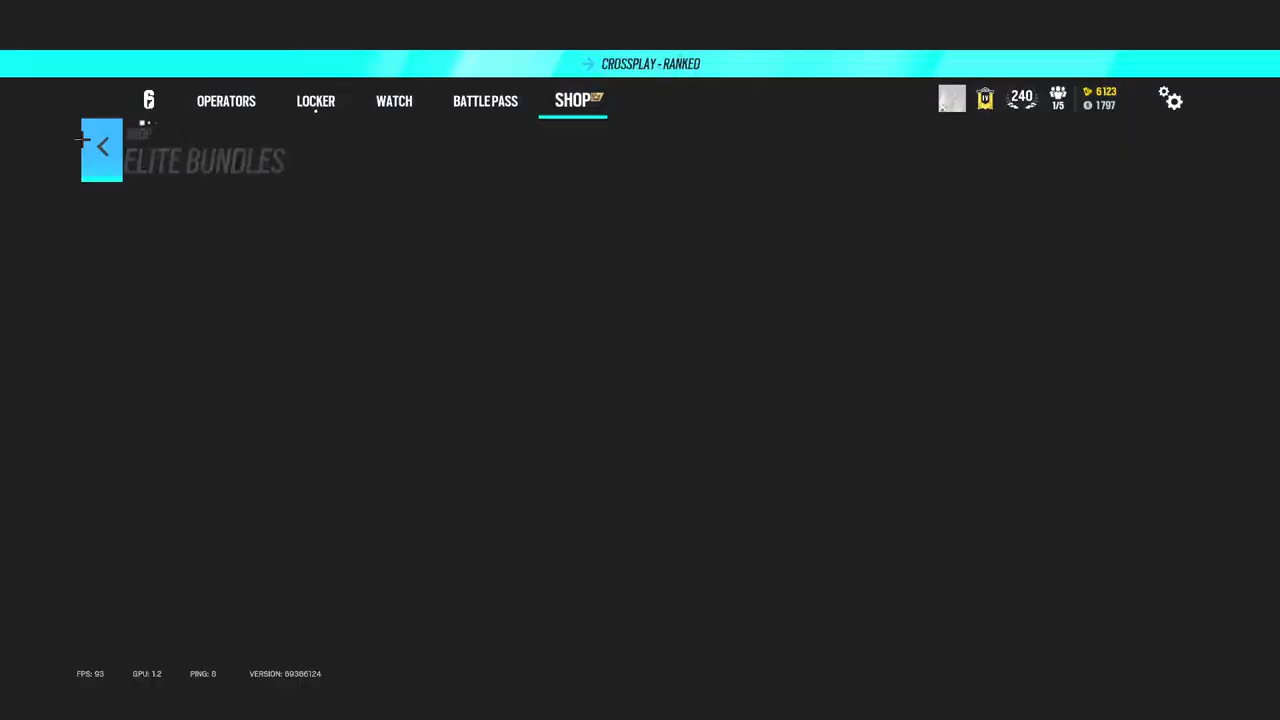 CROSSPLAY - RANKED
OPERATORS
LOCKER
WATCH
BATTLE PASS
SHOP
240
1/5
6123
1797
SHOP
ELITE BUNDLES
FPS: 93
GPU: 1.2
PING: 8
VERSION: 69366124